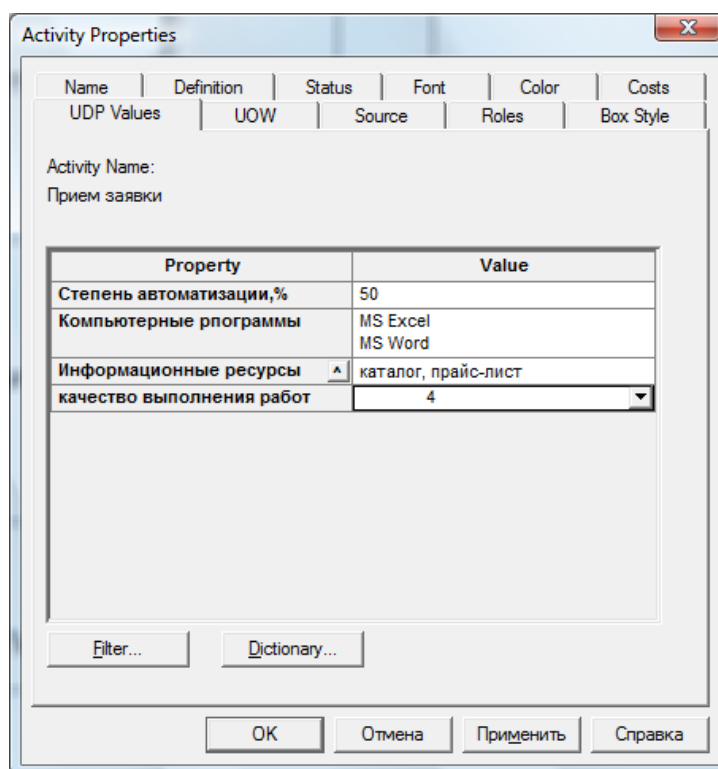 Activity Properties
Name Definition Status Font Color Costs
UDP Values UOW Source Roles Box Style
Activity Name:
Прием заявки
Property Value
Степень автоматизации,% 50
Компьютерные рпограммы MS Excel
MS Word
Информационные ресурсы каталог, прайс-лист
качество выполнения работ 4
Filter... Dictionary...
OK Отмена Применить Справка